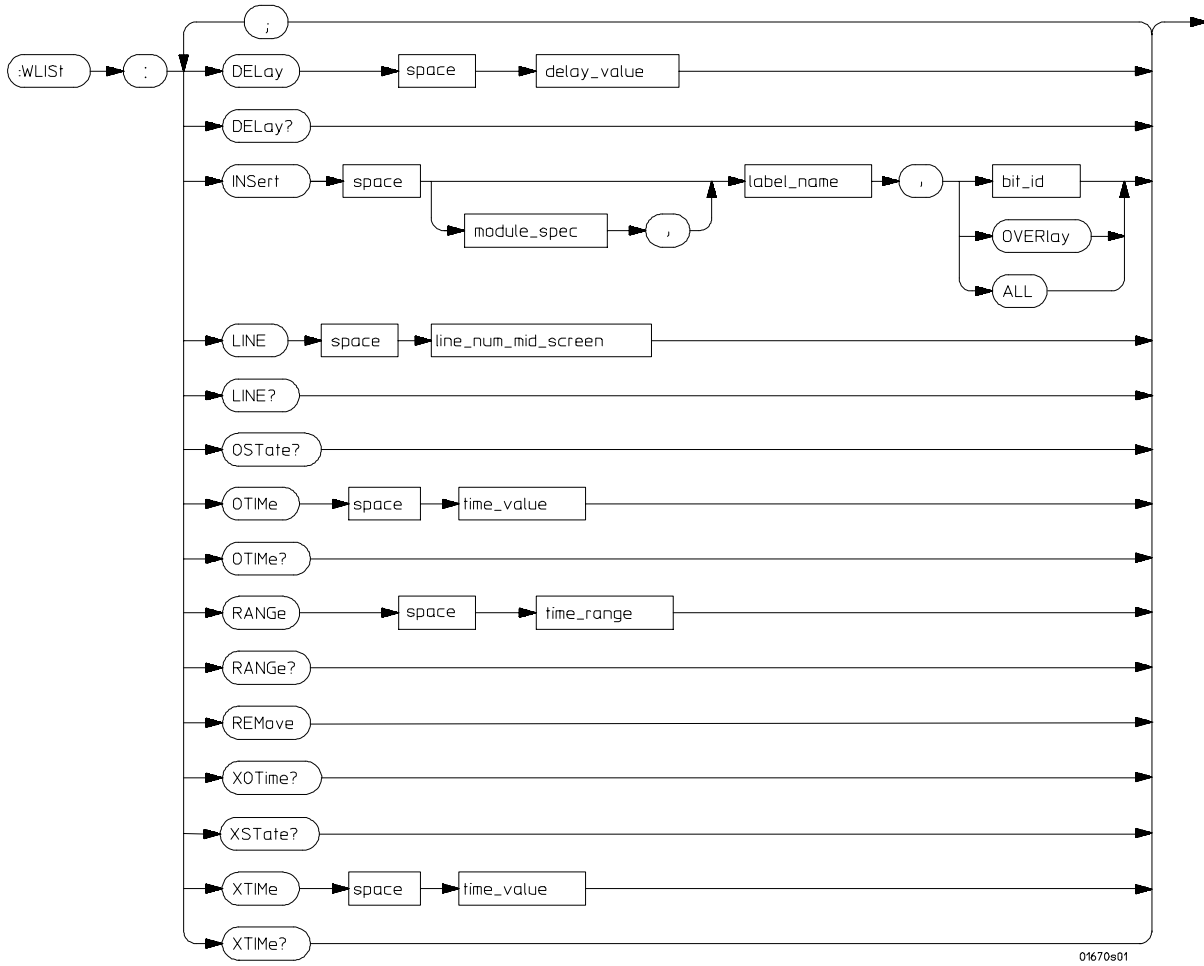 ;
:WLISt : DELay space delay_value
DELay?
INSert space label_name , bit_id
module_spec , OVERlay
ALL
LINE space line_num_mid_screen
LINE?
OSTate?
OTIMe space time_value
OTIMe?
RANGe space time_range
RANGe?
REMove
XOTime?
XSTate?
XTIMe space time_value
XTIMe?
01670s01